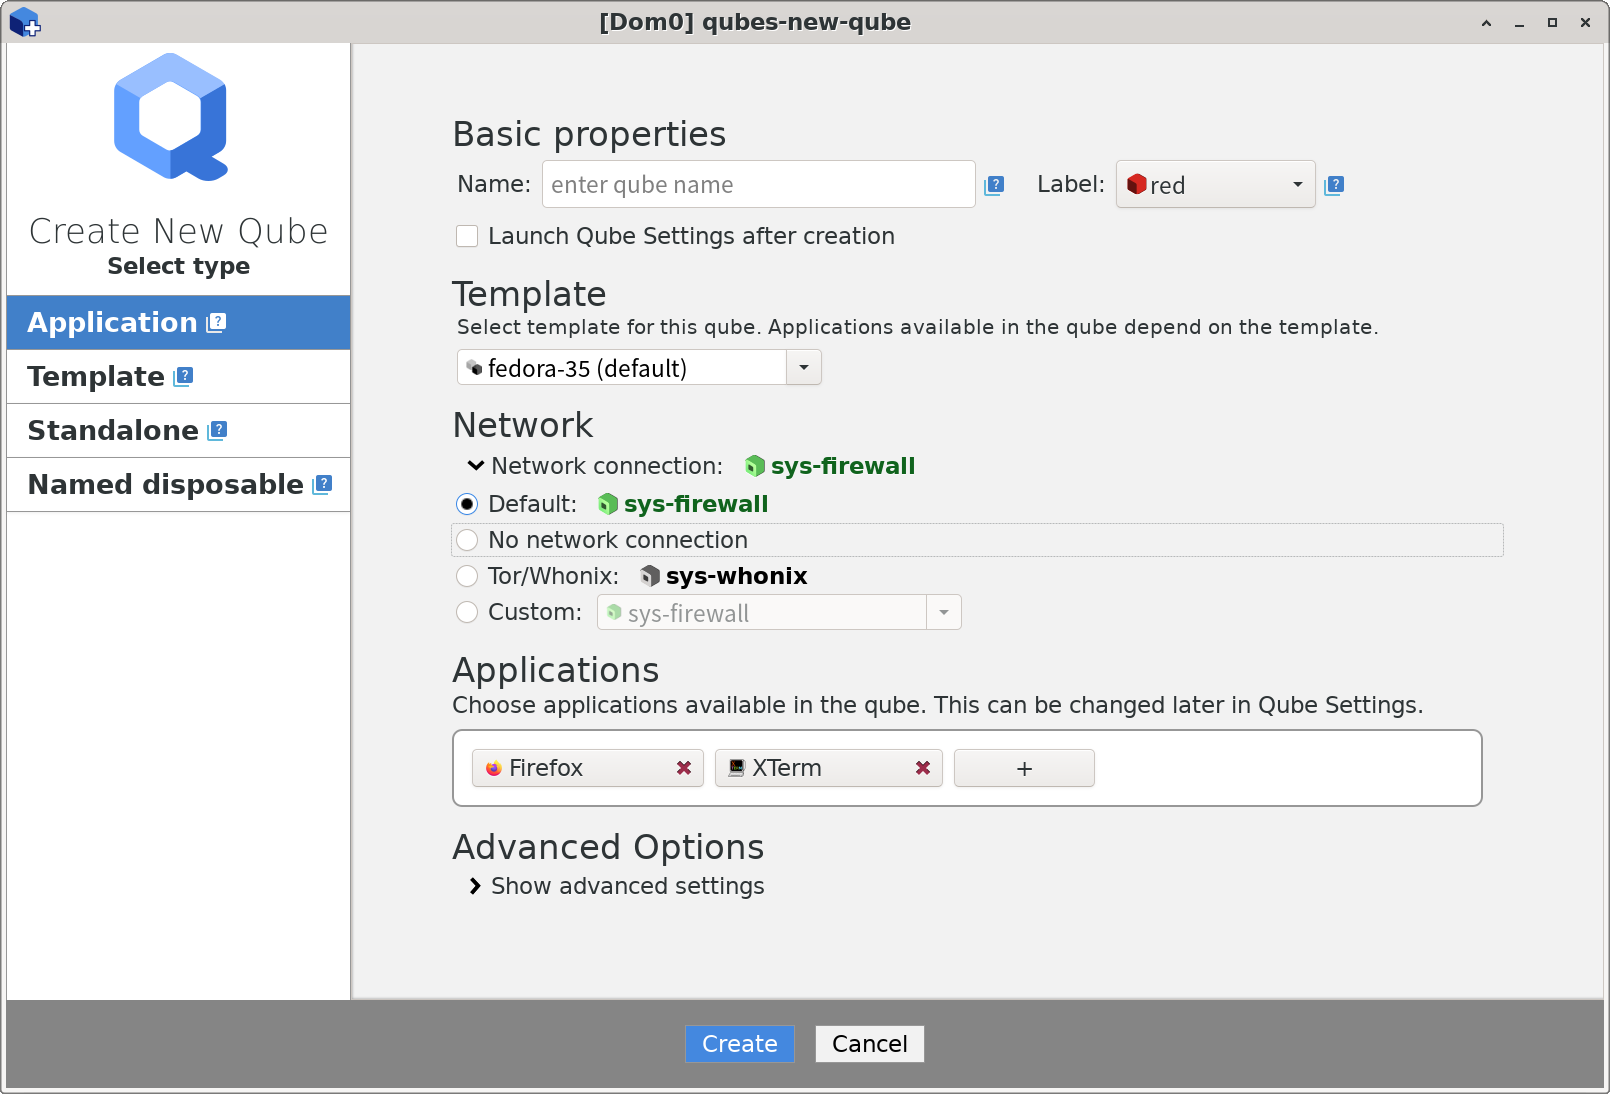 [Dom0] qubes-new-qube
Create New Qube
Select type
Application ?
Template ?
Standalone ?
Named disposable ?
Basic properties
Name: enter qube name ? Label: red ?
Launch Qube Settings after creation
Template
Select template for this qube. Applications available in the qube depend on the template.
fedora-35 (default)
Network
Network connection: sys-firewall
Default: sys-firewall
No network connection
Tor/Whonix: sys-whonix
Custom: sys-firewall
Applications
Choose applications available in the qube. This can be changed later in Qube Settings.
Firefox XTerm +
Advanced Options
Show advanced settings
Create Cancel